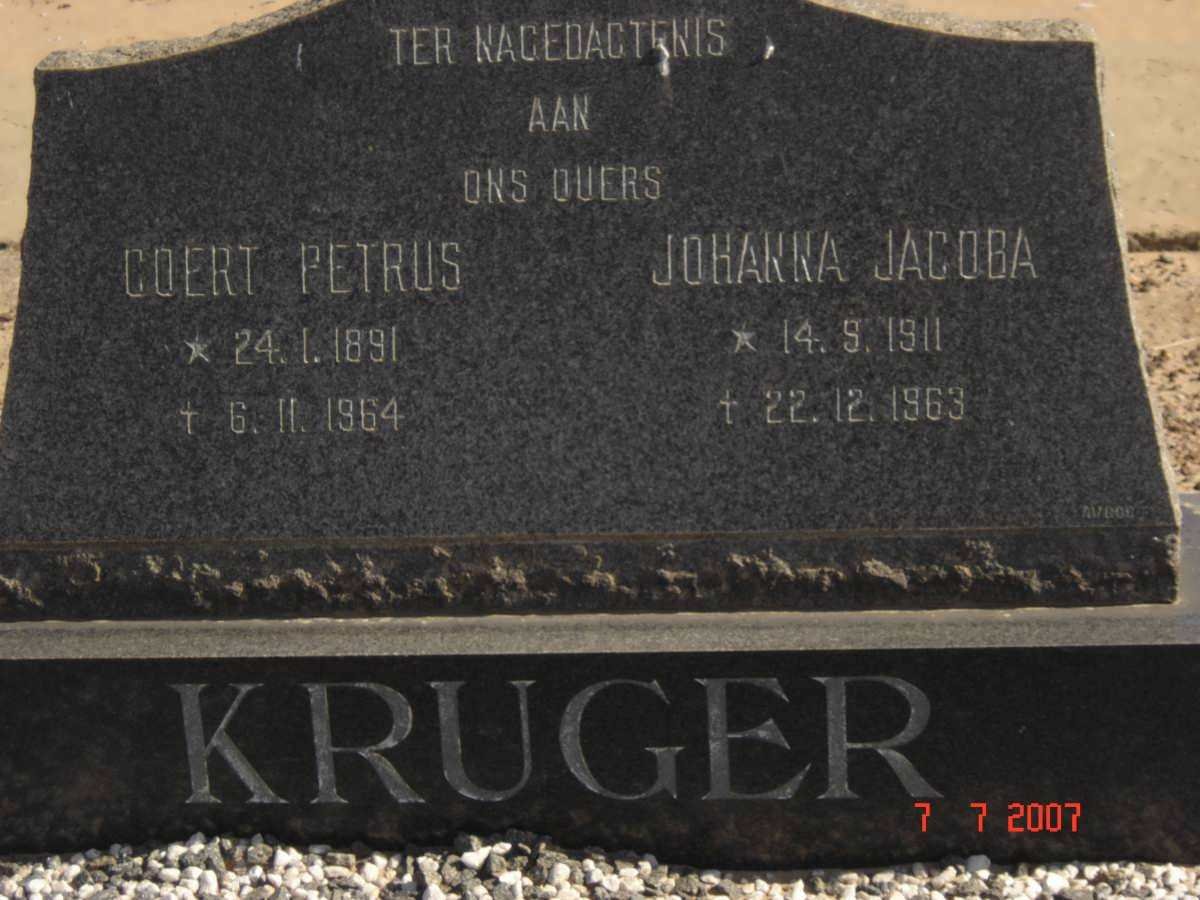 TER NAGEDAGTENIS
AAN
ONS OUERS
COERT PETRUS
* 24. 1. 1891
† 6. 11. 1964
JOHANNA JACOBA
* 14. 9. 1911
† 22. 12. 1963
AVBOB
KRUGER
7 7 2007